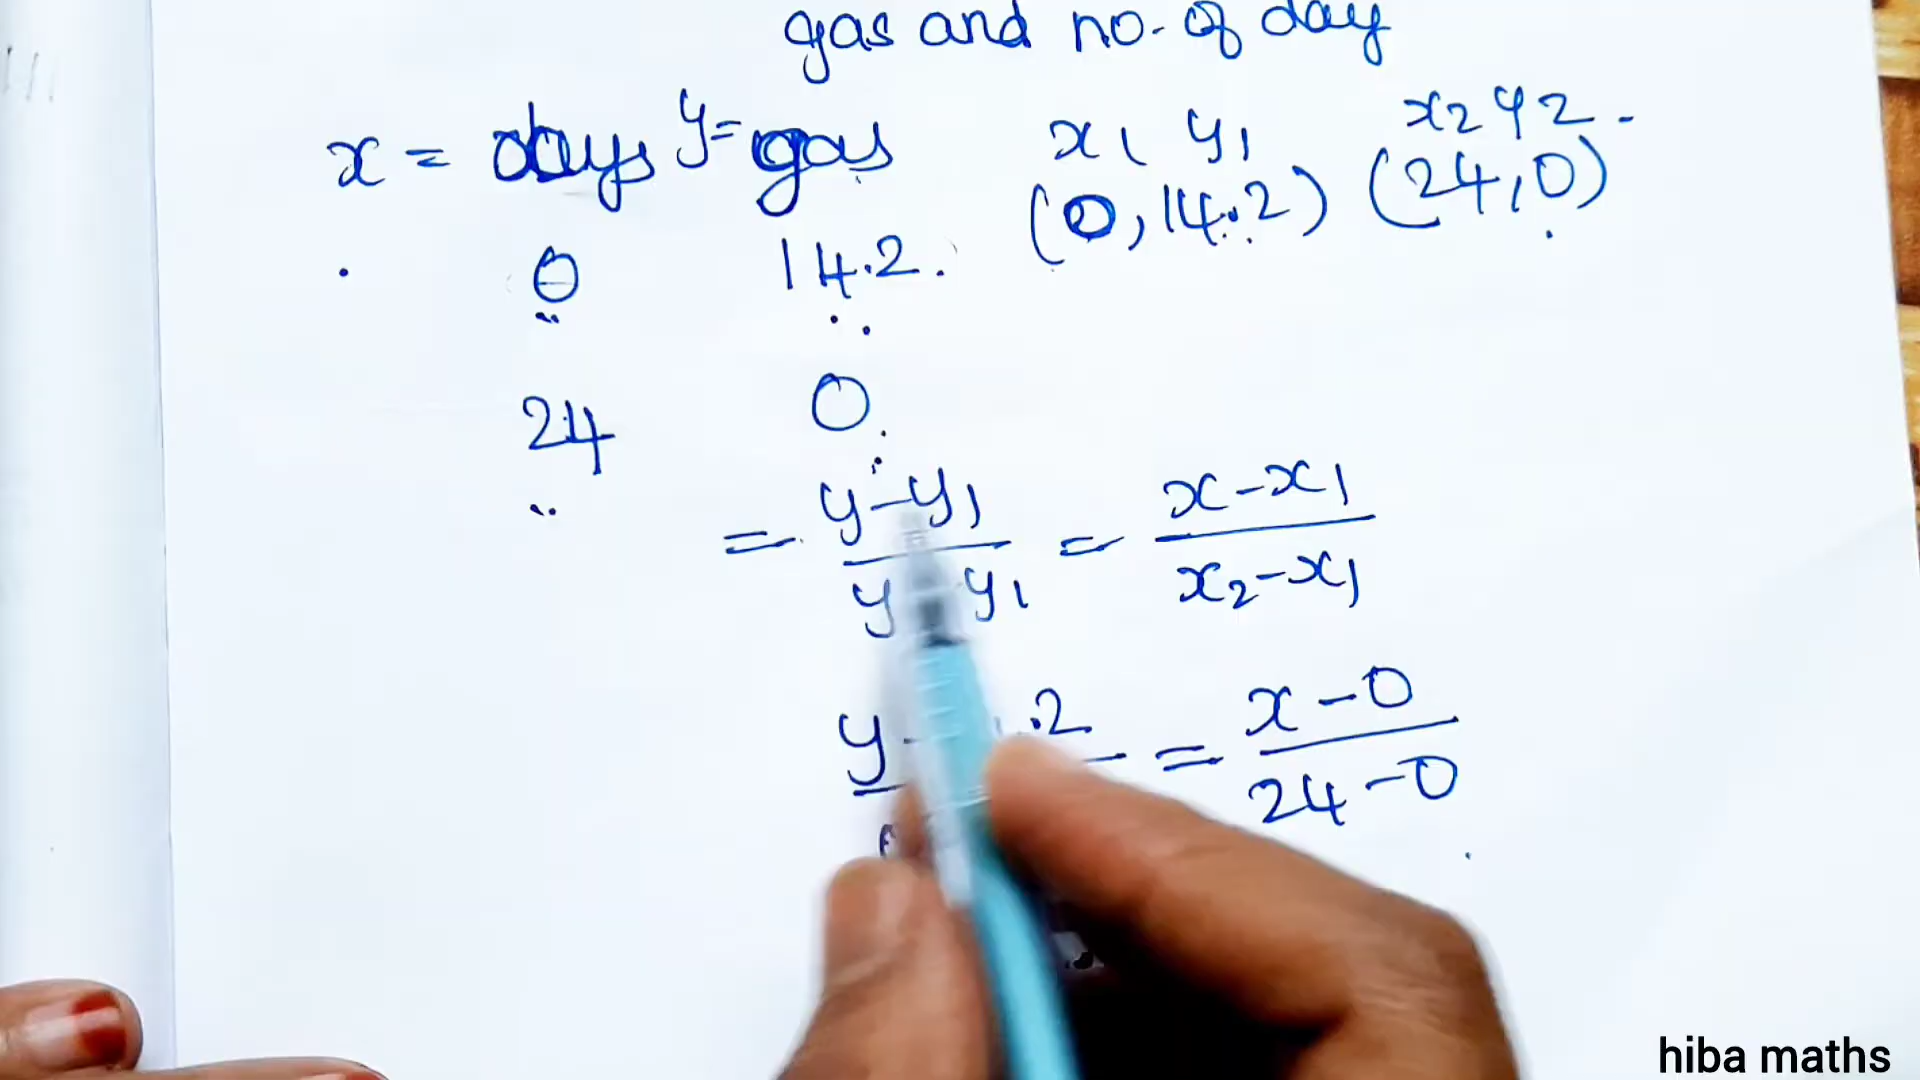 gas and no. of day
x = days y = gas x1 y1 x2 y2
(0, 14.2) (24, 0)
0 14.2
24 0
= y-y1 / y y1 = x-x1 / x2-x1
y- .2 = x-0 / 24-0
hiba maths